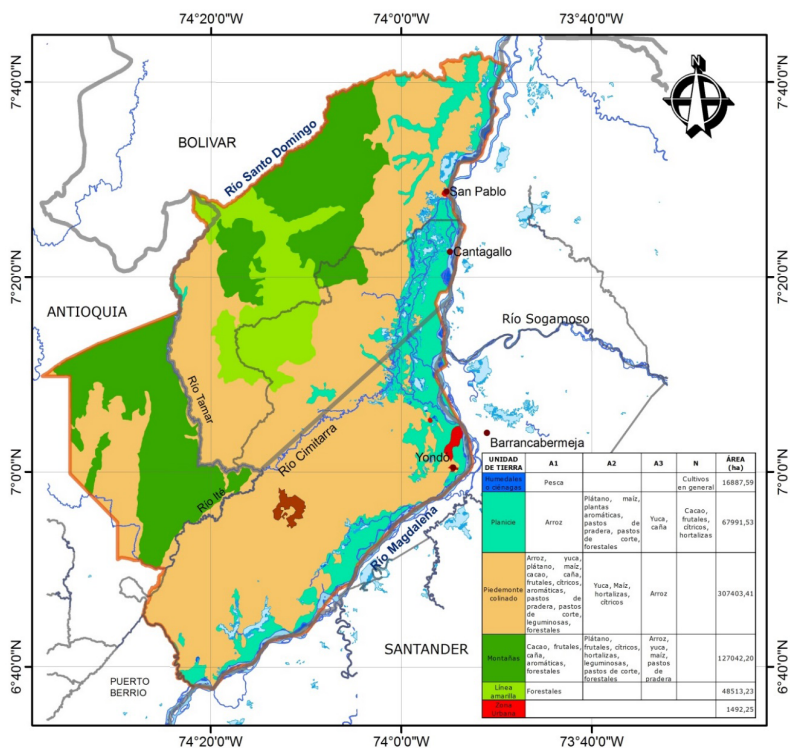 74°20'0"W 74°0'0"W 73°40'0"W
7°40'0"N 7°40'0"N
N
BOLIVAR
Río Santo Domingo
San Pablo
Cantagallo
7°20'0"N 7°20'0"N
ANTIOQUIA
Río Sogamoso
Río Tamar
Río Cimitarra
Barrancabermeja
Yondó
7°0'0"N 7°0'0"N
Río Ité
Río Magdalena
SANTANDER
PUERTO
BERRIO
6°40'0"N 6°40'0"N
74°20'0"W 74°0'0"W 73°40'0"W
UNIDAD DE TIERRA A1 A2 A3 N ÁREA (ha)
Humedales o ciénagas Pesca Cultivos en general 16887,59
Planicie Arroz Plátano, maíz, plantas aromáticas, pastos de pradera, pastos de corte, forestales Yuca, caña Cacao, frutales, cítricos, hortalizas 67991,53
Piedemonte colinado Arroz, yuca, plátano, maíz, cacao, caña, frutales, cítricos, aromáticas, pastos de pradera, pastos de corte, leguminosas, forestales Yuca, Maíz, hortalizas, cítricos Arroz 307403,41
Montañas Cacao, frutales, caña, aromáticas, forestales Plátano, frutales, cítricos, hortalizas, leguminosas, pastos de corte, forestales Arroz, yuca, maíz, pastos de pradera 127042,20
Línea amarilla Forestales 48513,23
Zona Urbana 1492,25